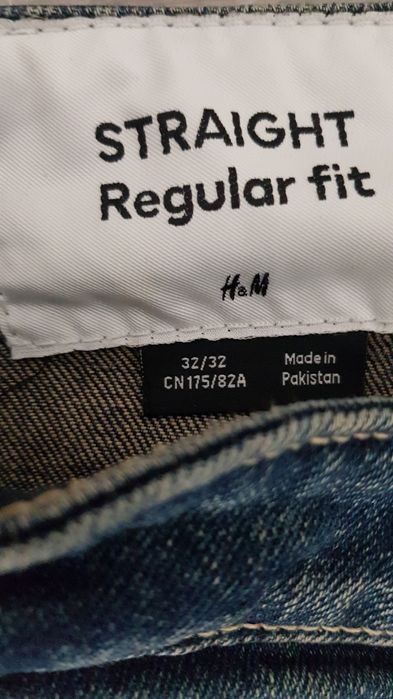 STRAIGHT
Regular fit
H&M
32/32
CN175/82A
Made in
Pakistan